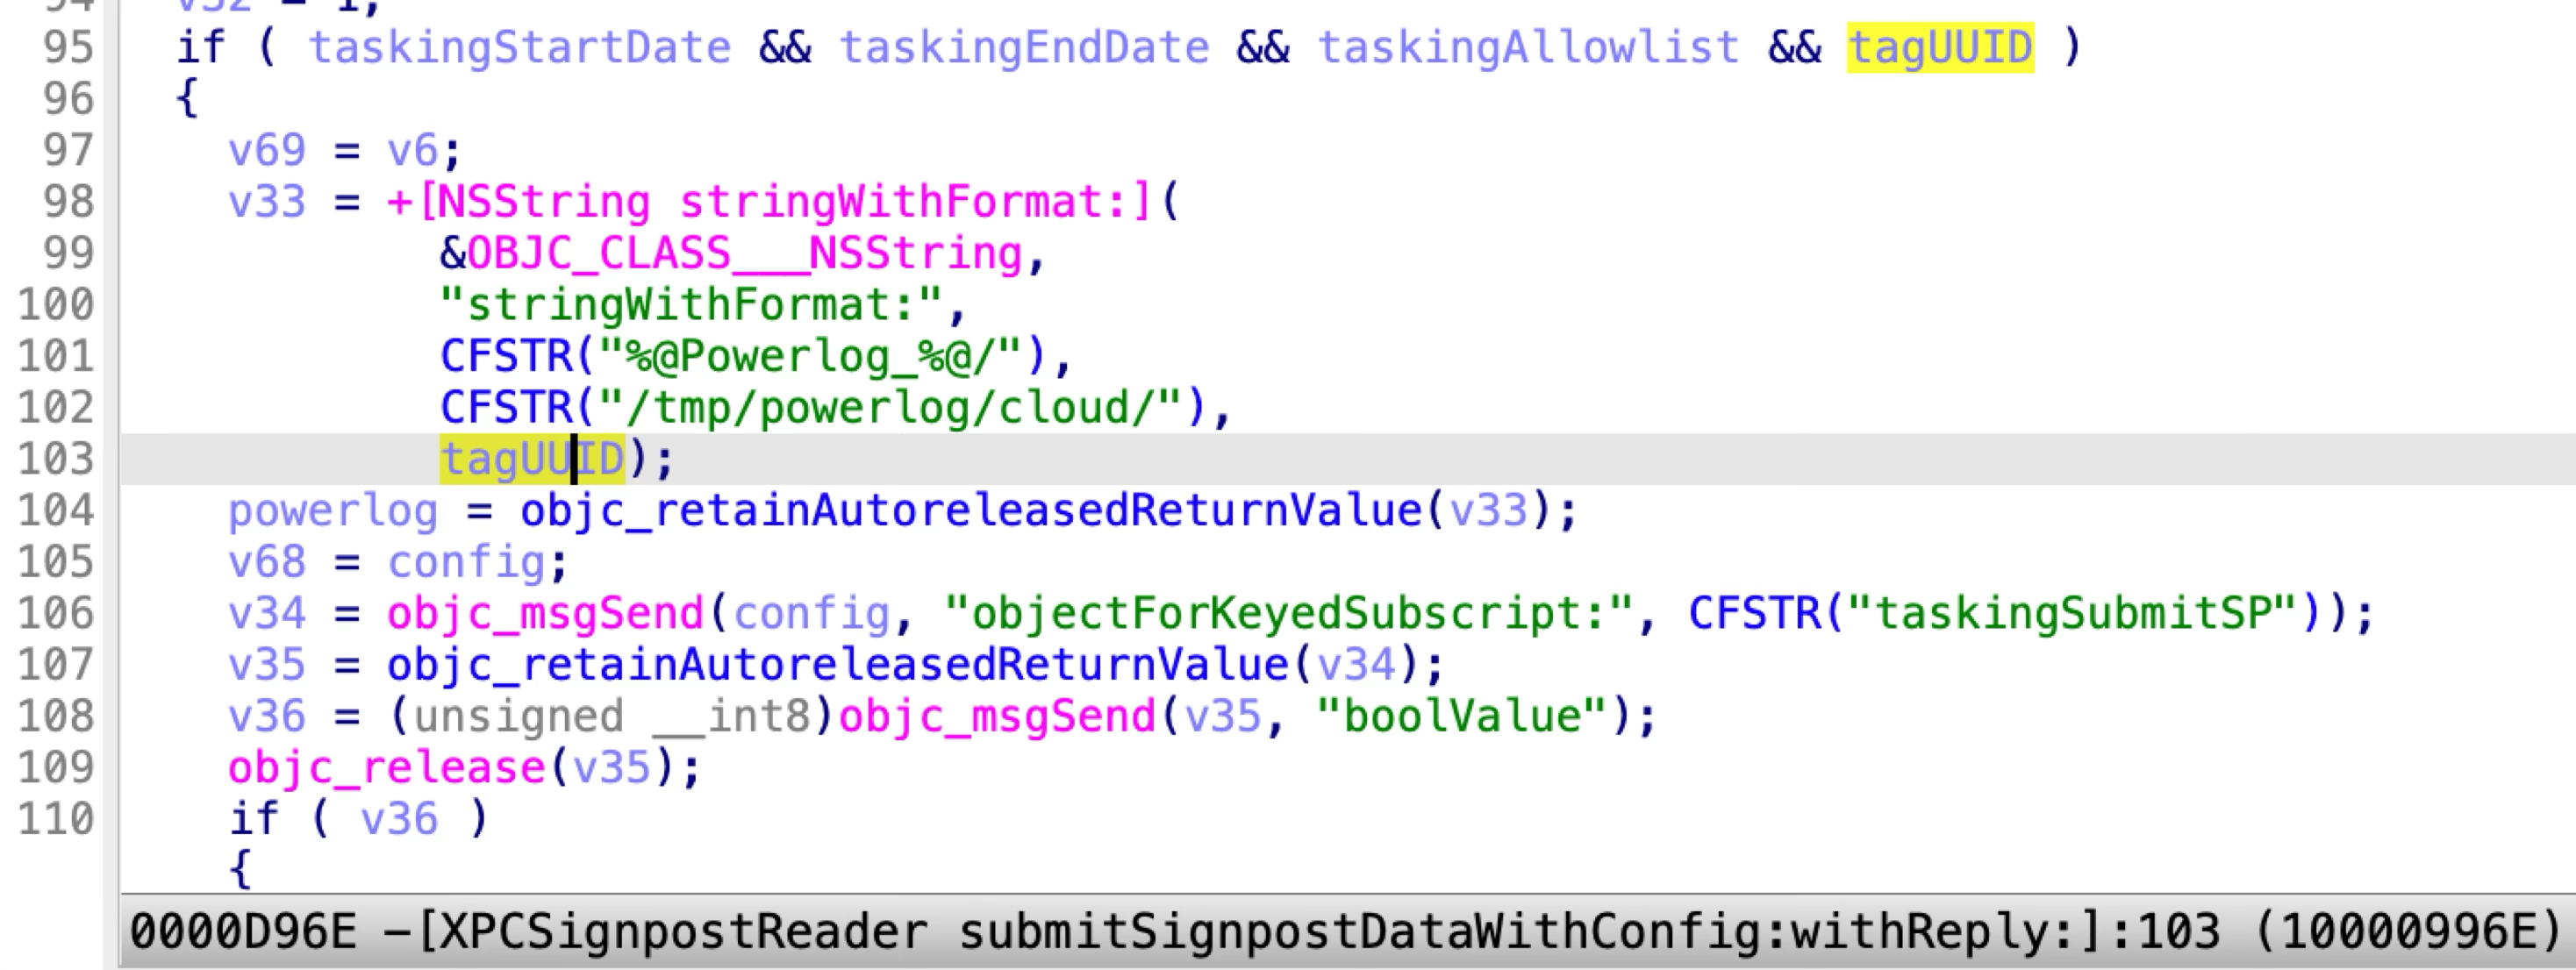 94 v32 = 1;
95 if ( taskingStartDate && taskingEndDate && taskingAllowlist && tagUUID )
96 {
97 v69 = v6;
98 v33 = +[NSString stringWithFormat:](
99 &OBJC_CLASS___NSString,
100 "stringWithFormat:",
101 CFSTR("%@Powerlog_%@/"),
102 CFSTR("/tmp/powerlog/cloud/"),
103 tagUUID);
104 powerlog = objc_retainAutoreleasedReturnValue(v33);
105 v68 = config;
106 v34 = objc_msgSend(config, "objectForKeyedSubscript:", CFSTR("taskingSubmitSP"));
107 v35 = objc_retainAutoreleasedReturnValue(v34);
108 v36 = (unsigned __int8)objc_msgSend(v35, "boolValue");
109 objc_release(v35);
110 if ( v36 )
{
0000D96E -[XPCSignpostReader submitSignpostDataWithConfig:withReply:]:103 (10000996E)